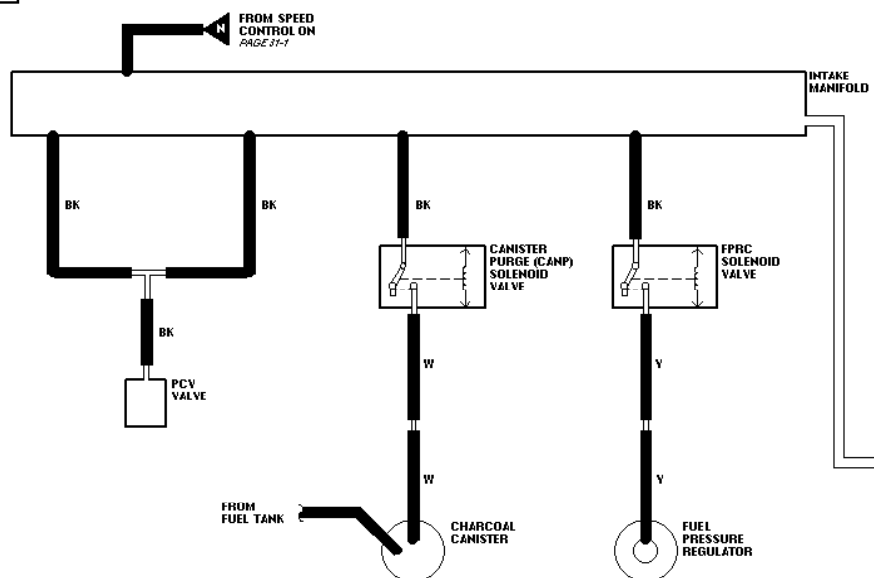 FROM SPEED
CONTROL ON
PAGE 31-1
N
INTAKE
MANIFOLD
BK
BK
BK
BK
CANISTER
PURGE (CANP)
SOLENOID
VALVE
FPRC
SOLENOID
VALVE
BK
W
Y
PCV
VALVE
W
Y
FROM
FUEL TANK
CHARCOAL
CANISTER
FUEL
PRESSURE
REGULATOR